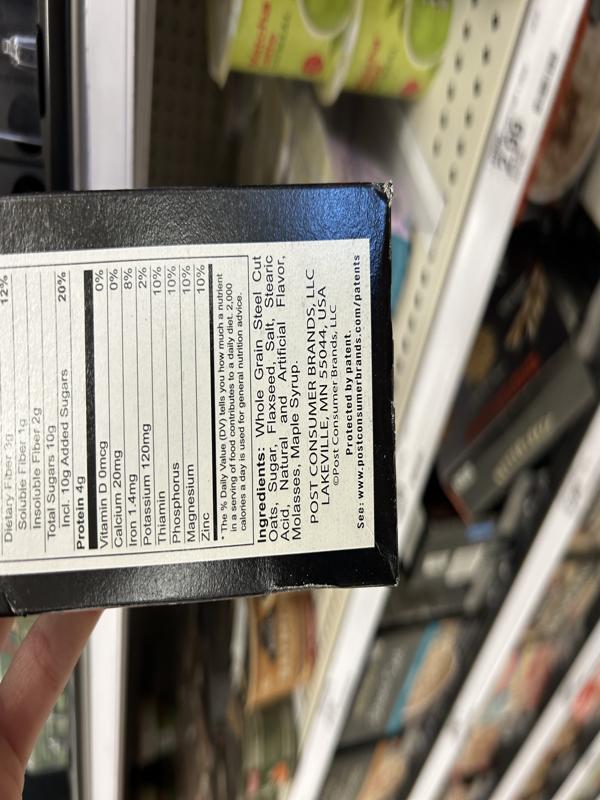 Dietary Fiber 3g 12%
Soluble Fiber 1g
Insoluble Fiber 2g
Total Sugars 10g
Incl. 10g Added Sugars 20%
Protein 4g
Vitamin D 0mcg 0%
Calcium 20mg 0%
Iron 1.4mg 8%
Potassium 120mg 2%
Thiamin 10%
Phosphorus 10%
Magnesium 10%
Zinc 10%
* The % Daily Value (DV) tells you how much a nutrient
in a serving of food contributes to a daily diet. 2,000
calories a day is used for general nutrition advice.
Ingredients: Whole Grain Steel Cut
Oats, Sugar, Flaxseed, Salt, Stearic
Acid, Natural and Artificial Flavor,
Molasses, Maple Syrup.
POST CONSUMER BRANDS, LLC
LAKEVILLE, MN 55044, USA
©Post Consumer Brands, LLC
Protected by patent.
See: www.postconsumerbrands.com/patents